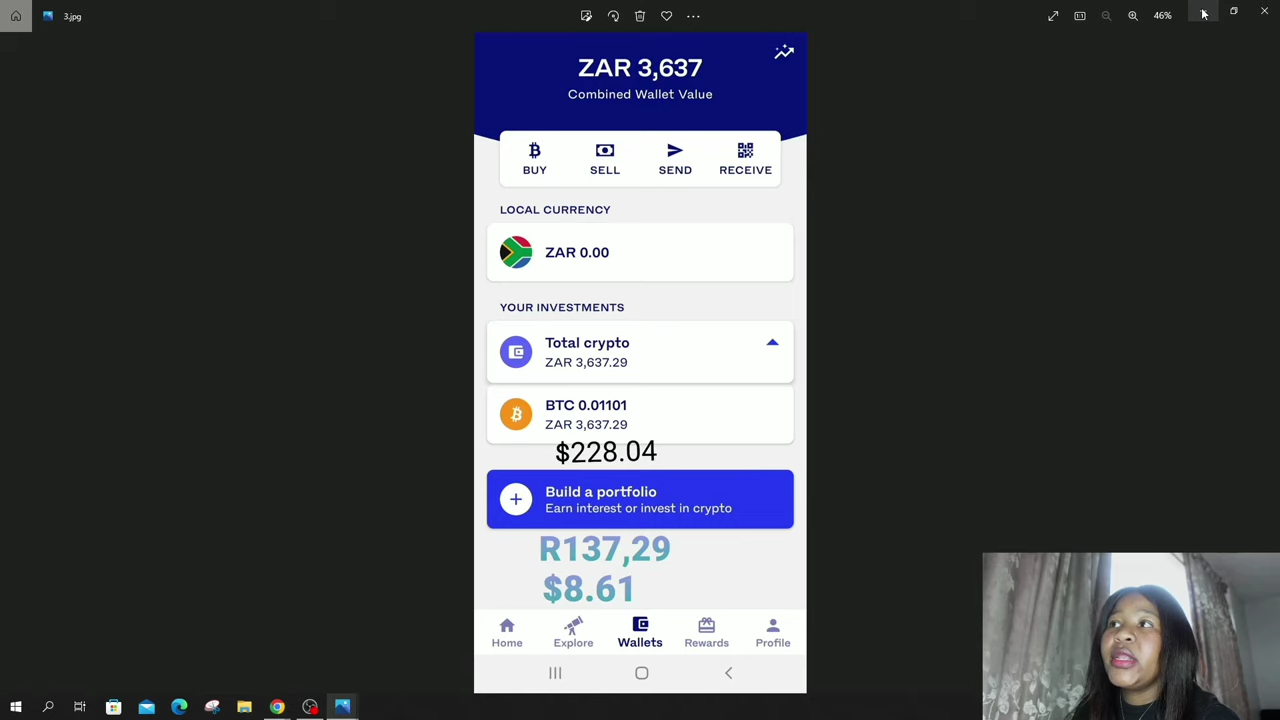 3.jpg
46%
ZAR 3,637
Combined Wallet Value
BUY
SELL
SEND
RECEIVE
LOCAL CURRENCY
ZAR 0.00
YOUR INVESTMENTS
Total crypto
ZAR 3,637.29
BTC 0.01101
ZAR 3,637.29
$228.04
Build a portfolio
Earn interest or invest in crypto
R137,29
$8.61
Home
Explore
Wallets
Rewards
Profile